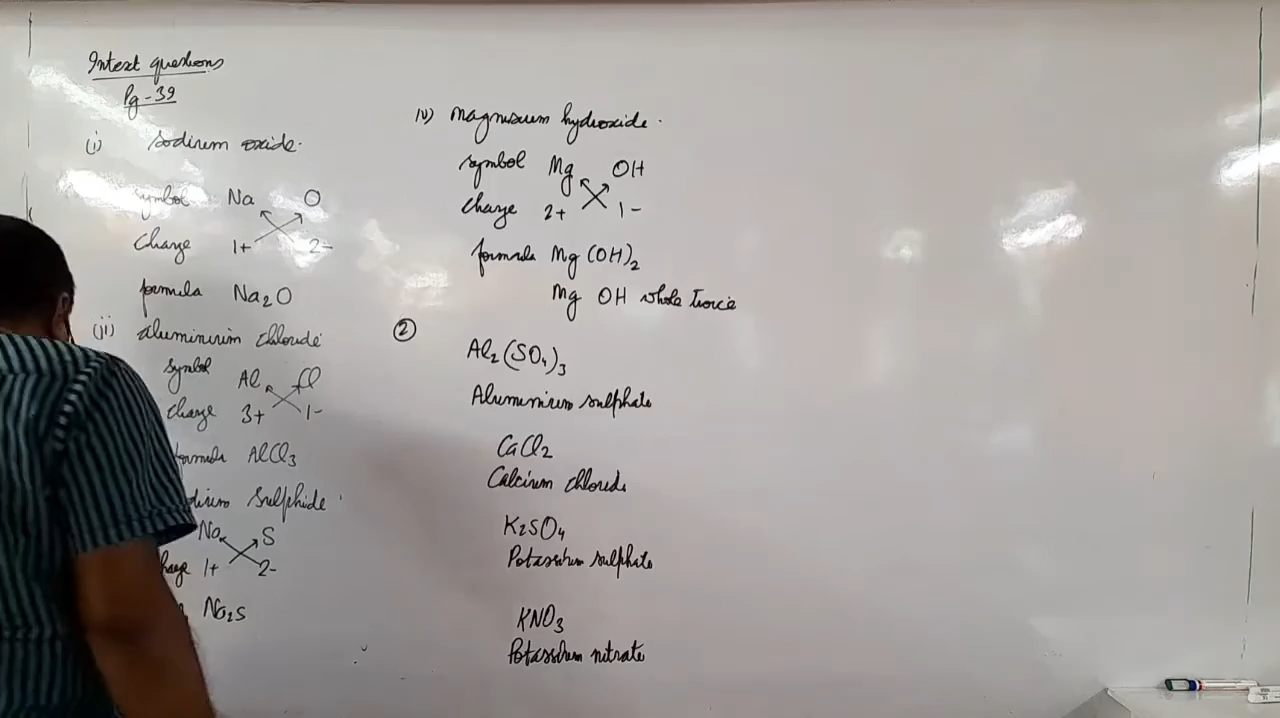 Intext questions
Pg - 39
(i) sodium oxide.
symbol Na O
Charge 1+ 2-
formula Na2O
(ii) aluminium chloride
symbol Al Cl
charge 3+ 1-
formula AlCl3
sulphide
Na S
1+ 2-
Na2S
iv) magnesium hydroxide.
symbol Mg OH
charge 2+ 1-
formula Mg (OH)2
Mg OH whole twice
②
Al2(SO4)3
Aluminium sulphate
CaCl2
Calcium chloride
K2SO4
Potassium sulphate
KNO3
Potassium nitrate